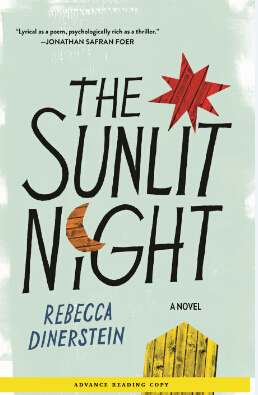 "Lyrical as a poem, psychologically rich as a thriller."
—JONATHAN SAFRAN FOER
THE
SUNLIT
NIGHT
REBECCA
DINERSTEIN
A NOVEL
ADVANCE READING COPY